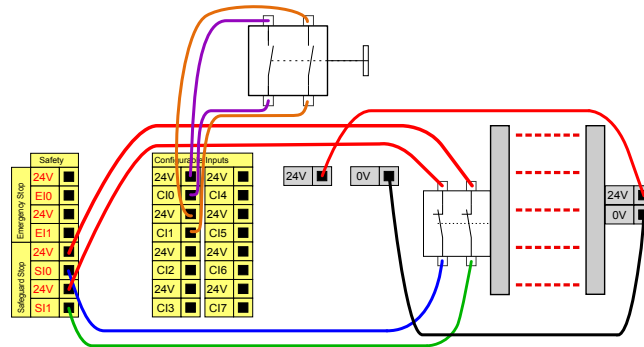 Safety
Emergency Stop
24V
EI0
24V
EI1
Safeguard Stop
24V
SI0
24V
SI1
Configurable Inputs
24V 24V
CI0 CI4
24V 24V
CI1 CI5
24V 24V
CI2 CI6
24V 24V
CI3 CI7
24V 0V
24V
0V